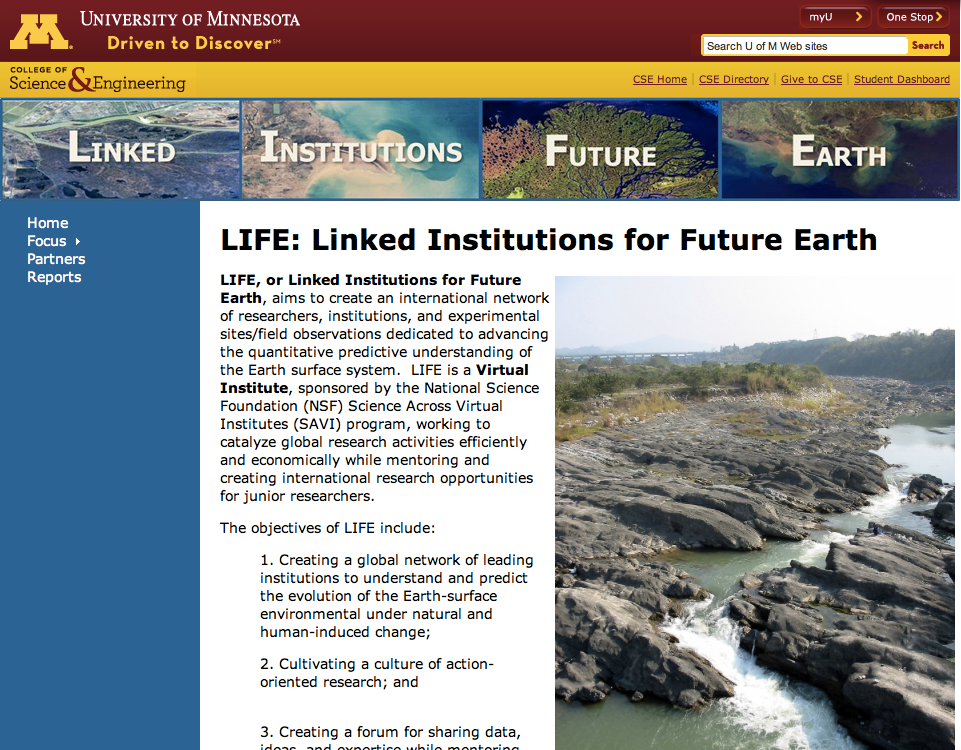 University of Minnesota
Driven to Discover℠
myU
One Stop
Search U of M Web sites
Search
COLLEGE OF
Science & Engineering
CSE Home | CSE Directory | Give to CSE | Student Dashboard
LINKED
INSTITUTIONS
FUTURE
EARTH
Home
Focus
Partners
Reports
LIFE: Linked Institutions for Future Earth
LIFE, or Linked Institutions for Future
Earth, aims to create an international network
of researchers, institutions, and experimental
sites/field observations dedicated to advancing
the quantitative predictive understanding of
the Earth surface system.  LIFE is a Virtual
Institute, sponsored by the National Science
Foundation (NSF) Science Across Virtual
Institutes (SAVI) program, working to
catalyze global research activities efficiently
and economically while mentoring and
creating international research opportunities
for junior researchers.
The objectives of LIFE include:
1. Creating a global network of leading
institutions to understand and predict
the evolution of the Earth-surface
environmental under natural and
human-induced change;
2. Cultivating a culture of action-
oriented research; and
3. Creating a forum for sharing data,
ideas, and expertise while mentoring